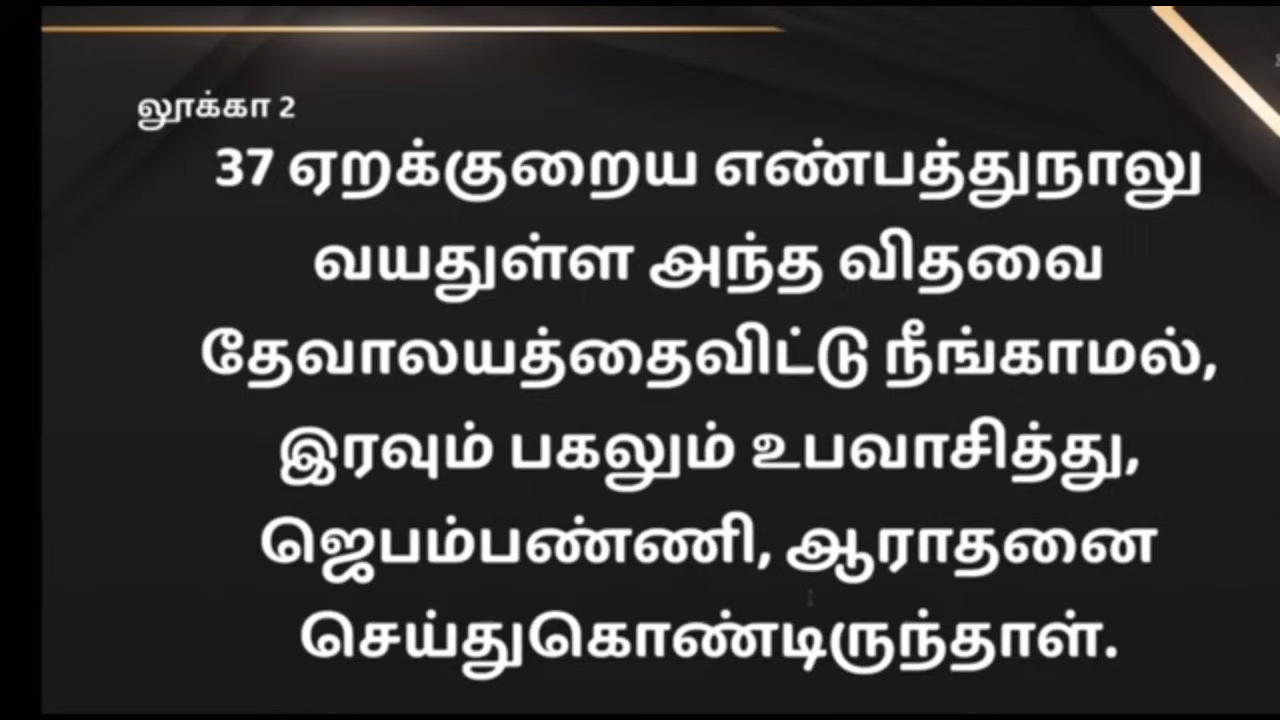 லூக்கா 2
37 ஏறக்குறைய எண்பத்துநாலு
வயதுள்ள அந்த விதவை
தேவாலயத்தைவிட்டு நீங்காமல்,
இரவும் பகலும் உபவாசித்து,
ஜெபம்பண்ணி, ஆராதனை
செய்துகொண்டிருந்தாள்.